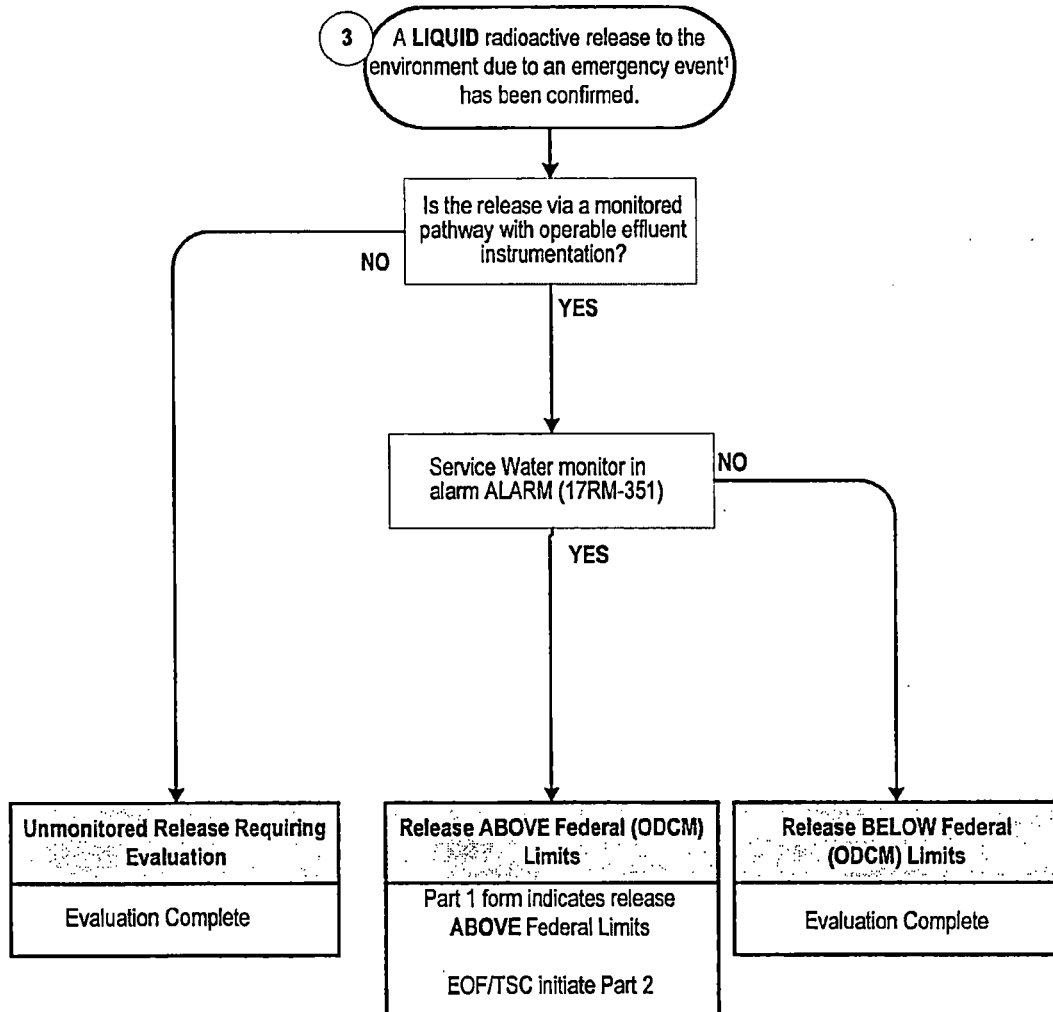 3
A LIQUID radioactive release to the
environment due to an emergency event¹
has been confirmed.
Is the release via a monitored
pathway with operable effluent
instrumentation?
NO
YES
Service Water monitor in
alarm ALARM (17RM-351)
NO
YES
Unmonitored Release Requiring
Evaluation
Evaluation Complete
Release ABOVE Federal (ODCM)
Limits
Part 1 form indicates release
ABOVE Federal Limits
EOF/TSC initiate Part 2
Release BELOW Federal
(ODCM) Limits
Evaluation Complete